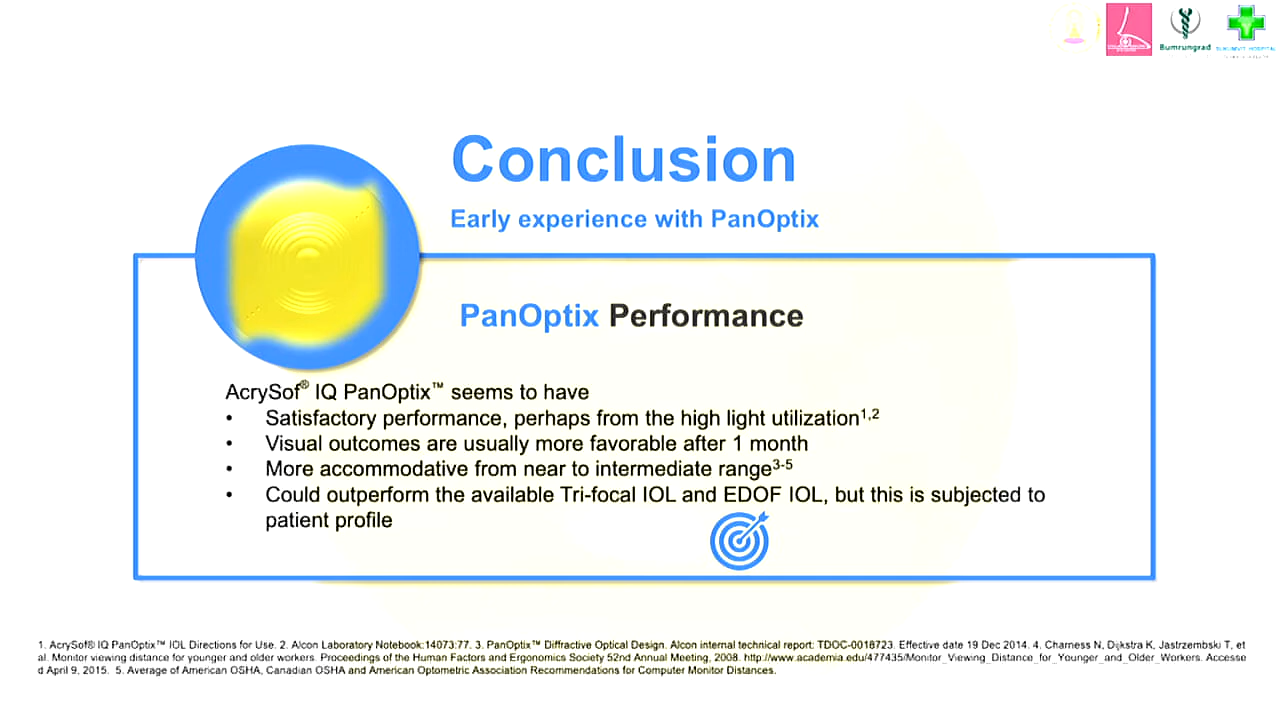 Bumrungrad
Conclusion
Early experience with PanOptix
PanOptix Performance
AcrySof® IQ PanOptix™ seems to have
• Satisfactory performance, perhaps from the high light utilization1,2
• Visual outcomes are usually more favorable after 1 month
• More accommodative from near to intermediate range3-5
• Could outperform the available Tri-focal IOL and EDOF IOL, but this is subjected to
patient profile
1. AcrySof® IQ PanOptix™ IOL Directions for Use. 2. Alcon Laboratory Notebook:14073:77. 3. PanOptix™ Diffractive Optical Design. Alcon internal technical report: TDOC-0018723. Effective date 19 Dec 2014. 4. Charness N, Dijkstra K, Jastrzembski T, et
al. Monitor viewing distance for younger and older workers. Proceedings of the Human Factors and Ergonomics Society 52nd Annual Meeting, 2008. http://www.academia.edu/477435/Monitor_Viewing_Distance_for_Younger_and_Older_Workers. Accesse
d April 9, 2015. 5. Average of American OSHA, Canadian OSHA and American Optometric Association Recommendations for Computer Monitor Distances.